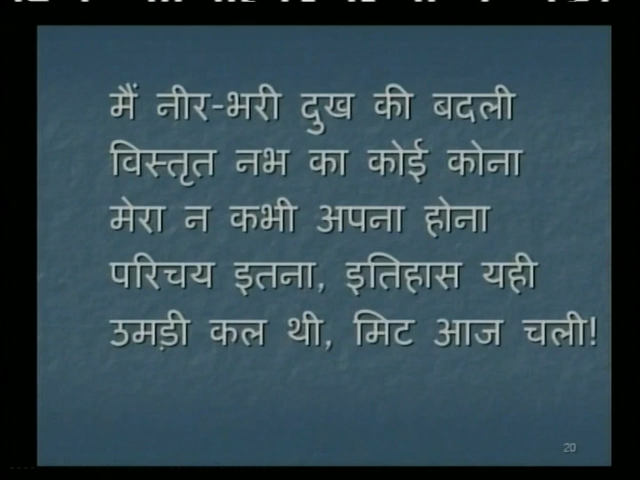 मैं नीर-भरी दुख की बदली
विस्तृत नभ का कोई कोना
मेरा न कभी अपना होना
परिचय इतना, इतिहास यही
उमड़ी कल थी, मिट आज चली!
20